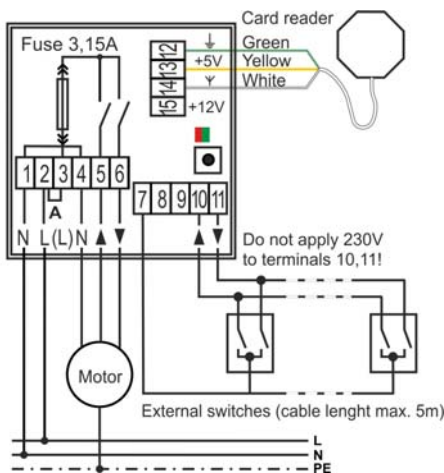 Card reader
Fuse 3,15A
12 Green
13 +5V Yellow
14 White
15 +12V
1 2 3 4 5 6
7 8 9 10 11
A
N L (L) N
Do not apply 230V
to terminals 10,11!
Motor
External switches (cable lenght max. 5m)
L
N
PE